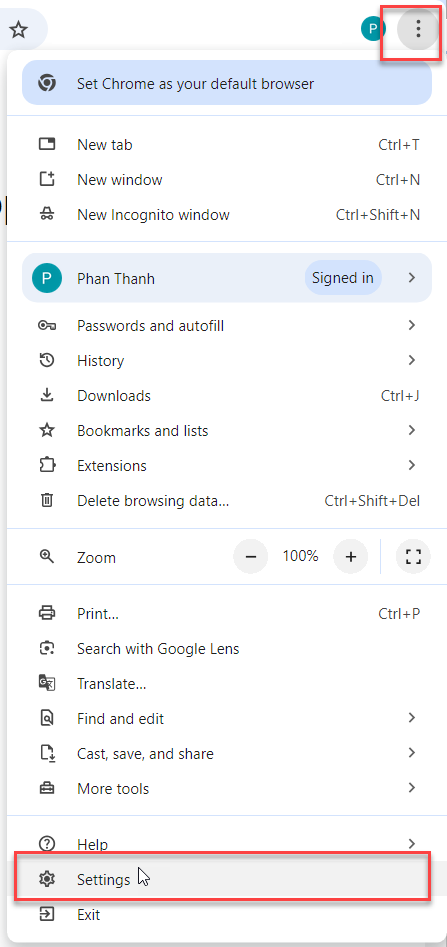 P
Set Chrome as your default browser
New tab Ctrl+T
New window Ctrl+N
New Incognito window Ctrl+Shift+N
P Phan Thanh Signed in
Passwords and autofill
History
Downloads Ctrl+J
Bookmarks and lists
Extensions
Delete browsing data... Ctrl+Shift+Del
Zoom − 100% +
Print... Ctrl+P
Search with Google Lens
Translate...
Find and edit
Cast, save, and share
More tools
Help
Settings
Exit